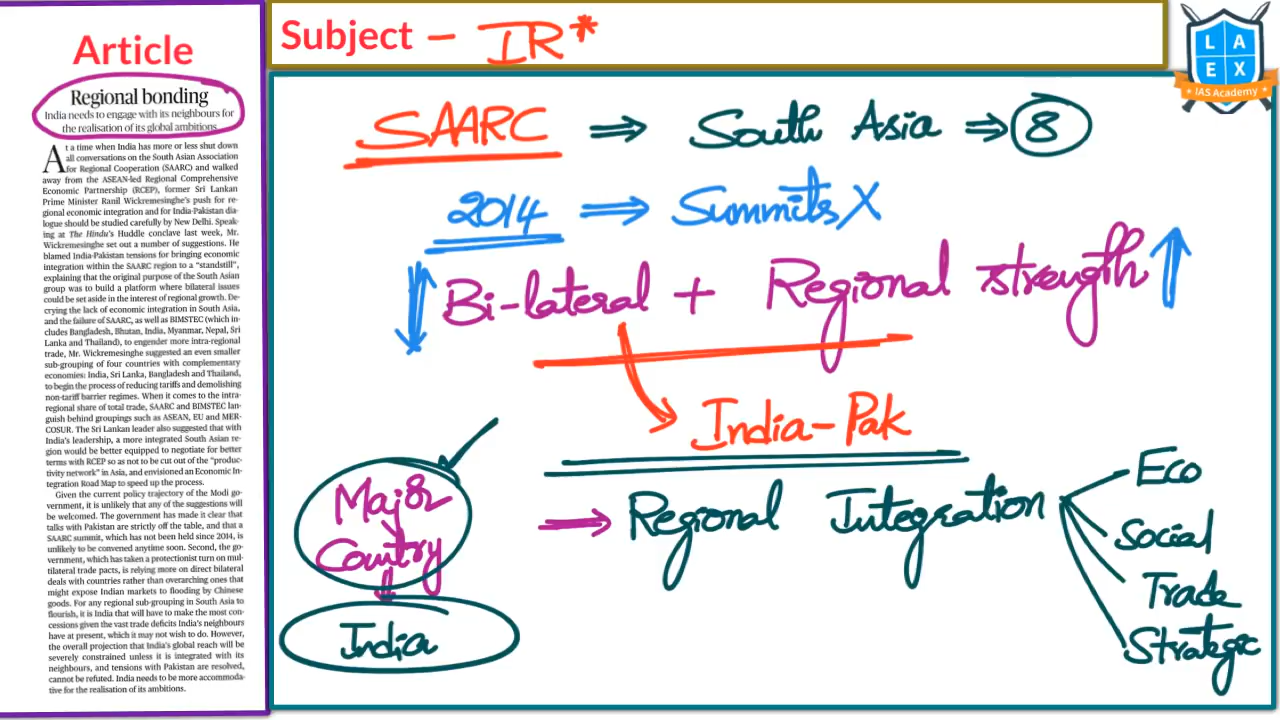 Article
Regional bonding
India needs to engage with its neighbours for
the realisation of its global ambitions
At a time when India has more or less shut down
all conversations on the South Asian Association
for Regional Cooperation (SAARC) and walked
away from the ASEAN-led Regional Comprehensive
Economic Partnership (RCEP), former Sri Lankan
Prime Minister Ranil Wickremesinghe's push for re-
gional economic integration and for India-Pakistan dia-
logue should be studied carefully by New Delhi. Speak-
ing at The Hindu's Huddle conclave last week, Mr.
Wickremesinghe set out a number of suggestions. He
blamed India-Pakistan tensions for bringing economic
integration within the SAARC region to a "standstill",
explaining that the original purpose of the South Asian
group was to build a platform where bilateral issues
could be set aside in the interest of regional growth. De-
crying the lack of economic integration in South Asia,
and the failure of SAARC, as well as BIMSTEC (which in-
cludes Bangladesh, Bhutan, India, Myanmar, Nepal, Sri
Lanka and Thailand), to engender more intra-regional
trade, Mr. Wickremesinghe suggested an even smaller
sub-grouping of four countries with complementary
economies: India, Sri Lanka, Bangladesh and Thailand,
to begin the process of reducing tariffs and demolishing
non-tariff barrier regimes. When it comes to the intra-
regional share of total trade, SAARC and BIMSTEC lan-
guish behind groupings such as ASEAN, EU and MER-
COSUR. The Sri Lankan leader also suggested that with
India's leadership, a more integrated South Asian re-
gion would be better equipped to negotiate for better
terms with RCEP so as not to be cut out of the "produc-
tivity network" in Asia, and envisioned an Economic In-
tegration Road Map to speed up the process.
Given the current policy trajectory of the Modi go-
vernment, it is unlikely that any of the suggestions will
be welcomed. The government has made it clear that
talks with Pakistan are strictly off the table, and that a
SAARC summit, which has not been held since 2014, is
unlikely to be convened anytime soon. Second, the go-
vernment, which has taken a protectionist turn on mul-
tilateral trade pacts, is relying more on direct bilateral
deals with countries rather than overarching ones that
might expose Indian markets to flooding by Chinese
goods. For any regional sub-grouping in South Asia to
flourish, it is India that will have to make the most con-
cessions given the vast trade deficits India's neighbours
have at present, which it may not wish to do. However,
the overall projection that India's global reach will be
severely constrained unless it is integrated with its
neighbours, and tensions with Pakistan are resolved,
cannot be refuted. India needs to be more accommoda-
tive for the realisation of its ambitions.
Subject - IR*
LA
EX
IAS Academy
SAARC ⇒ South Asia ⇒ 8
2014 ⇒ Summits X
Bi-lateral + Regional strength
India-Pak
Major
Country
India
→ Regional Integration
Eco
Social
Trade
Strategic